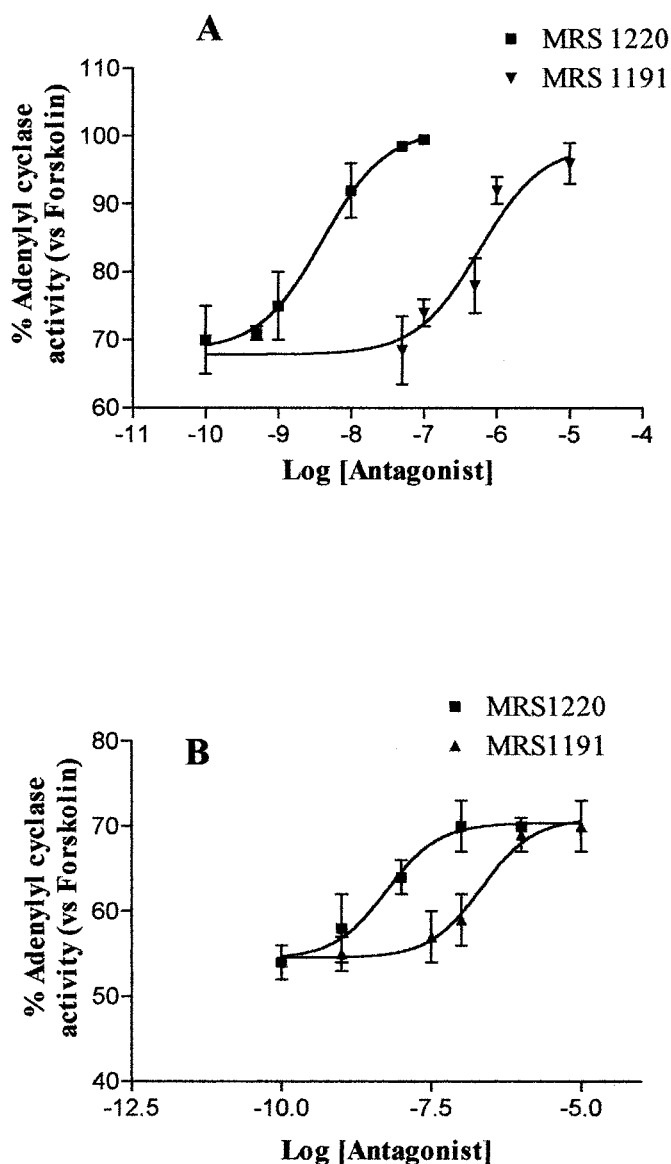 A
MRS 1220
MRS 1191
110
100
90
80
70
60
% Adenylyl cyclase
activity (vs Forskolin)
-11 -10 -9 -8 -7 -6 -5 -4
Log [Antagonist]
B
MRS1220
MRS1191
80
70
60
50
40
% Adenylyl cyclase
activity (vs Forskolin)
-12.5 -10.0 -7.5 -5.0
Log [Antagonist]